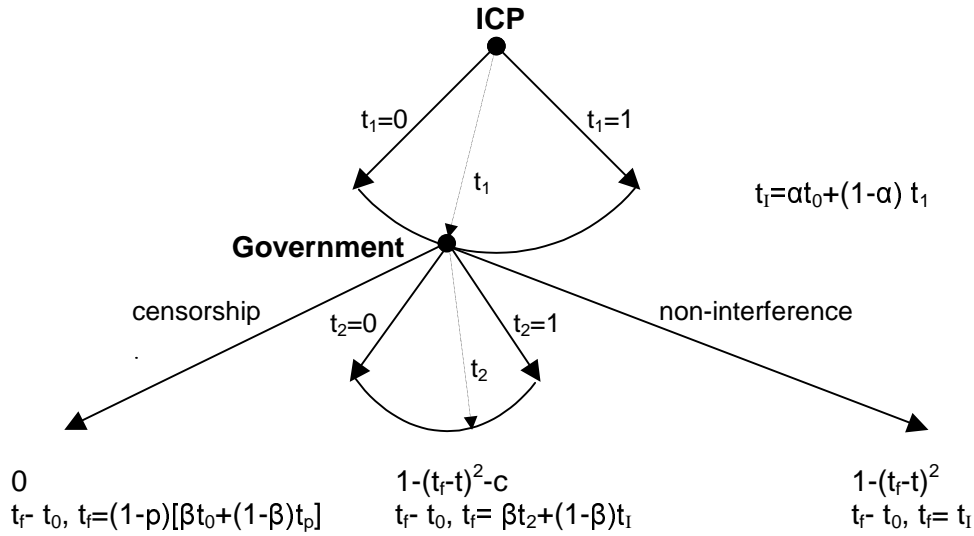 ICP
t₁=0
t₁=1
t₁
t_I=αt₀+(1-α) t₁
Government
censorship
t₂=0
t₂=1
non-interference
t₂
0
1-(t_f-t)²-c
1-(t_f-t)²
t_f- t₀, t_f=(1-p)[βt₀+(1-β)t_p]
t_f- t₀, t_f= βt₂+(1-β)t_I
t_f- t₀, t_f= t_I